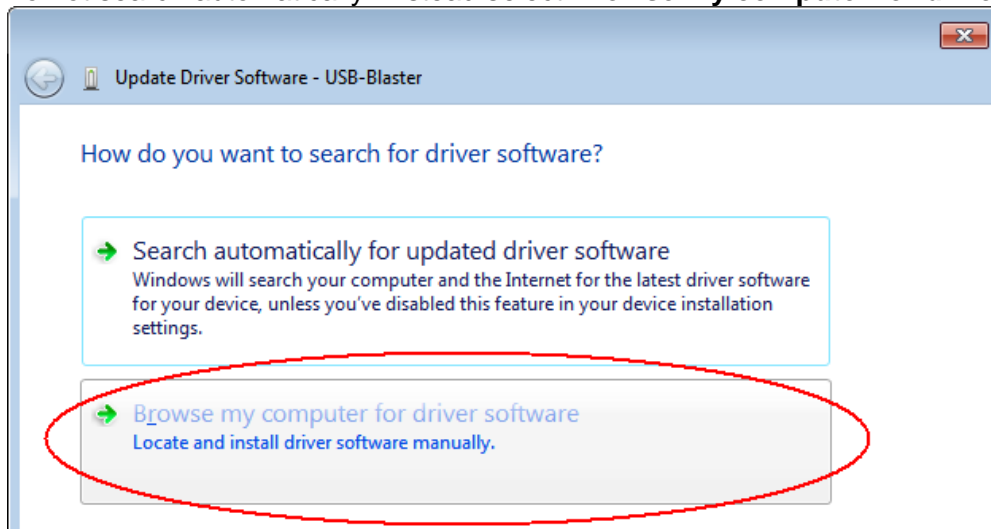 Update Driver Software - USB-Blaster
How do you want to search for driver software?
Search automatically for updated driver software
Windows will search your computer and the Internet for the latest driver software
for your device, unless you've disabled this feature in your device installation
settings.
Browse my computer for driver software
Locate and install driver software manually.